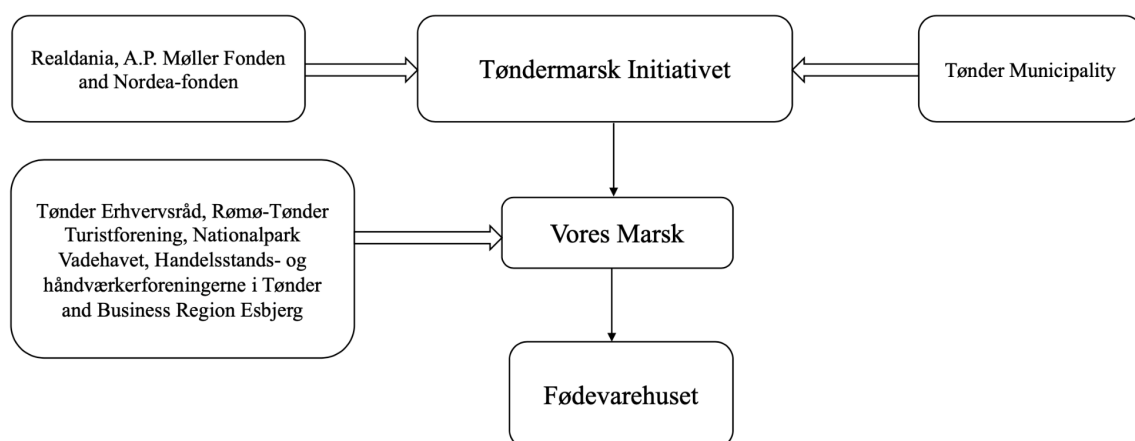 Realdania, A.P. Møller Fonden
and Nordea-fonden
Tøndermarsk Initiativet
Tønder Municipality
Tønder Erhvervsråd, Rømø-Tønder
Turistforening, Nationalpark
Vadehavet, Handelsstands- og
håndværkerforeningerne i Tønder
and Business Region Esbjerg
Vores Marsk
Fødevarehuset